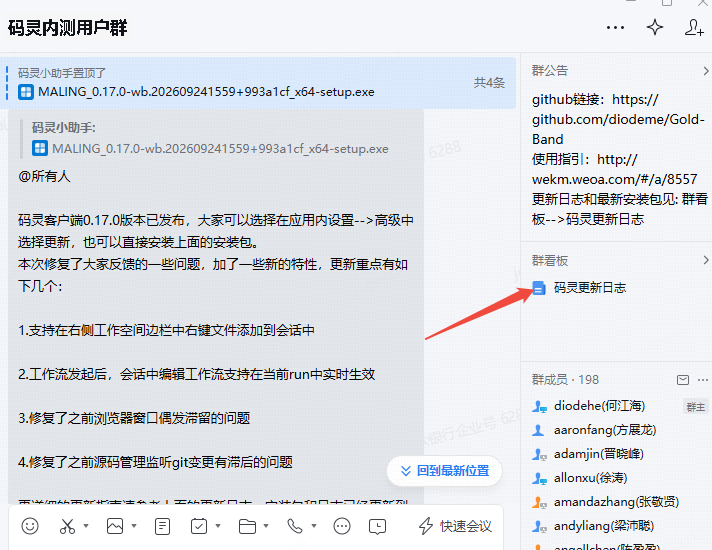 码灵内测用户群
码灵小助手置顶了
MALING_0.17.0-wb.202609241559+993a1cf_x64-setup.exe
共4条
码灵小助手:
MALING_0.17.0-wb.202609241559+993a1cf_x64-setup.exe
@所有人
码灵客户端0.17.0版本已发布，大家可以选择在应用内设置-->高级中
选择更新，也可以直接安装上面的安装包。
本次修复了大家反馈的一些问题，加了一些新的特性，更新重点有如
下几个：
1.支持在右侧工作空间边栏中右键文件添加到会话中
2.工作流发起后，会话中编辑工作流支持在当前run中实时生效
3.修复了之前浏览器窗口偶发滞留的问题
4.修复了之前源码管理监听git变更有滞后的问题
回到最新位置
快速会议
群公告
github链接：https://
github.com/diodeme/Gold-
Band
使用指引：http://
wekm.weoa.com/#/a/8557
更新日志和最新安装包见: 群看
板-->码灵更新日志
群看板
码灵更新日志
群成员 · 198
diodehe(何江海)
群主
aaronfang(方展龙)
adamjin(晋晓峰)
allonxu(徐涛)
amandazhang(张敬贤)
andyliang(梁沛聪)